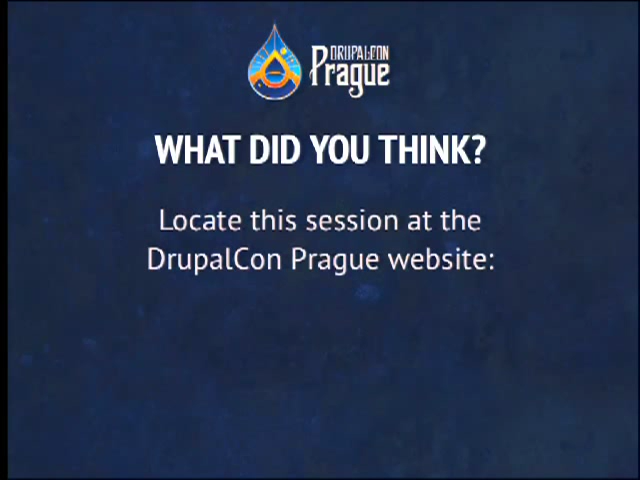 DRUPALCON
Prague
WHAT DID YOU THINK?
Locate this session at the
DrupalCon Prague website: